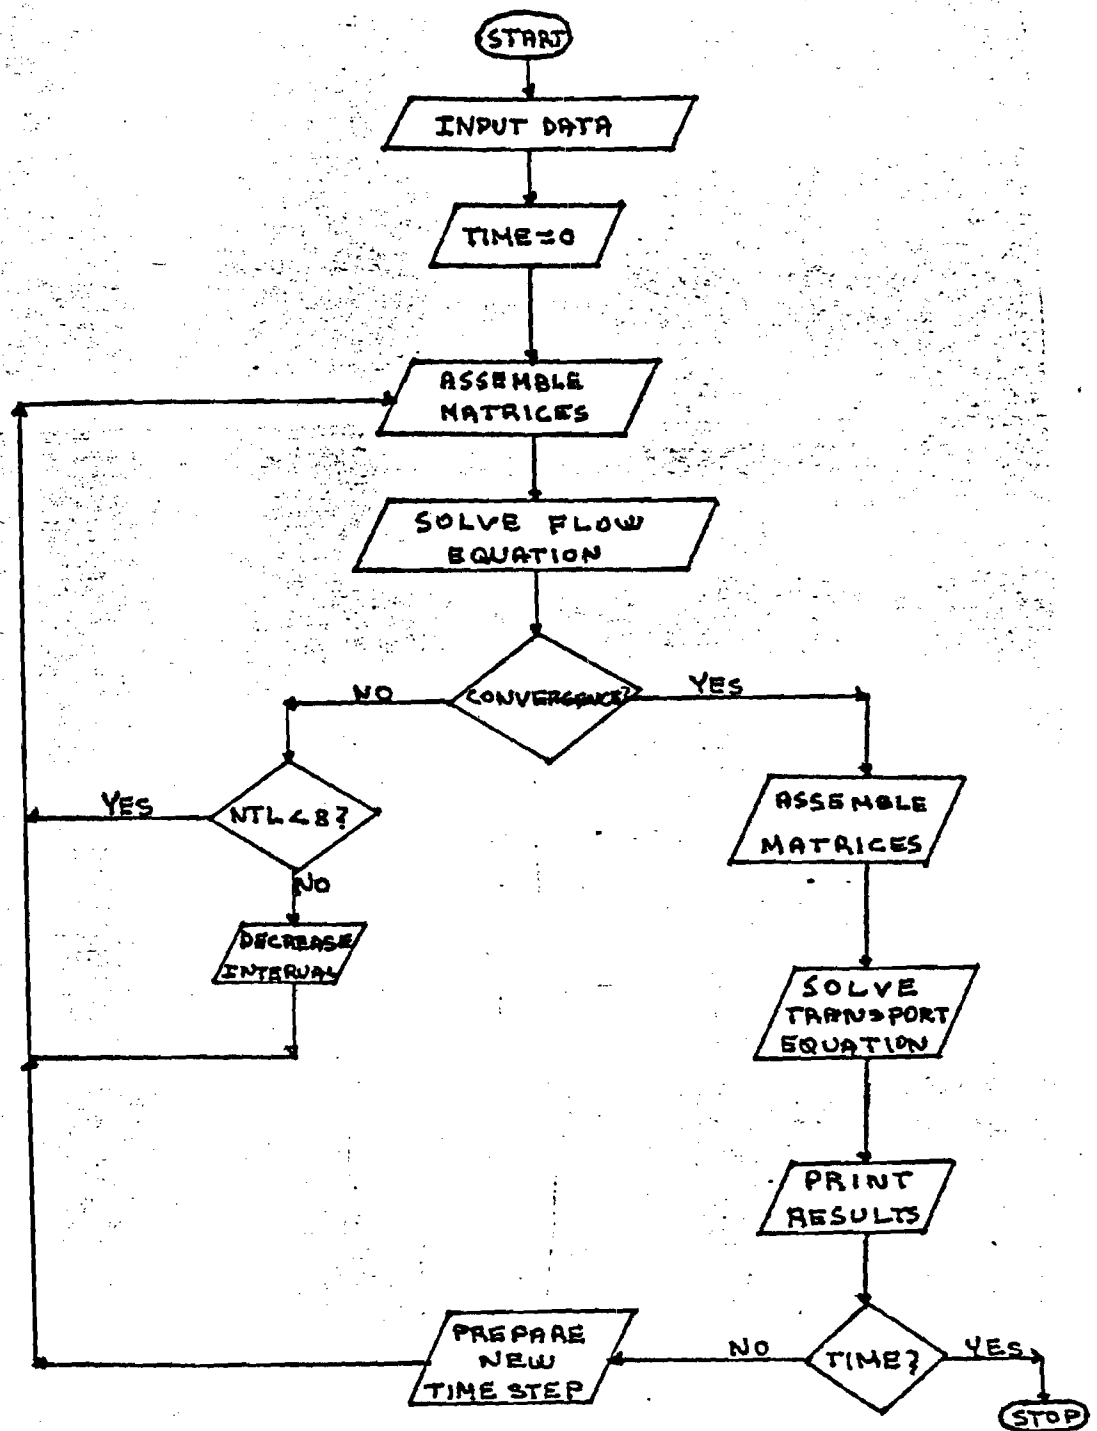 START
INPUT DATA
TIME=0
ASSEMBLE
MATRICES
SOLVE FLOW
EQUATION
CONVERGENCE?
NO
YES
NTL<8?
YES
NO
DECREASE
INTERVAL
ASSEMBLE
MATRICES
SOLVE
TRANSPORT
EQUATION
PRINT
RESULTS
TIME?
NO
YES
PREPARE
NEW
TIME STEP
STOP